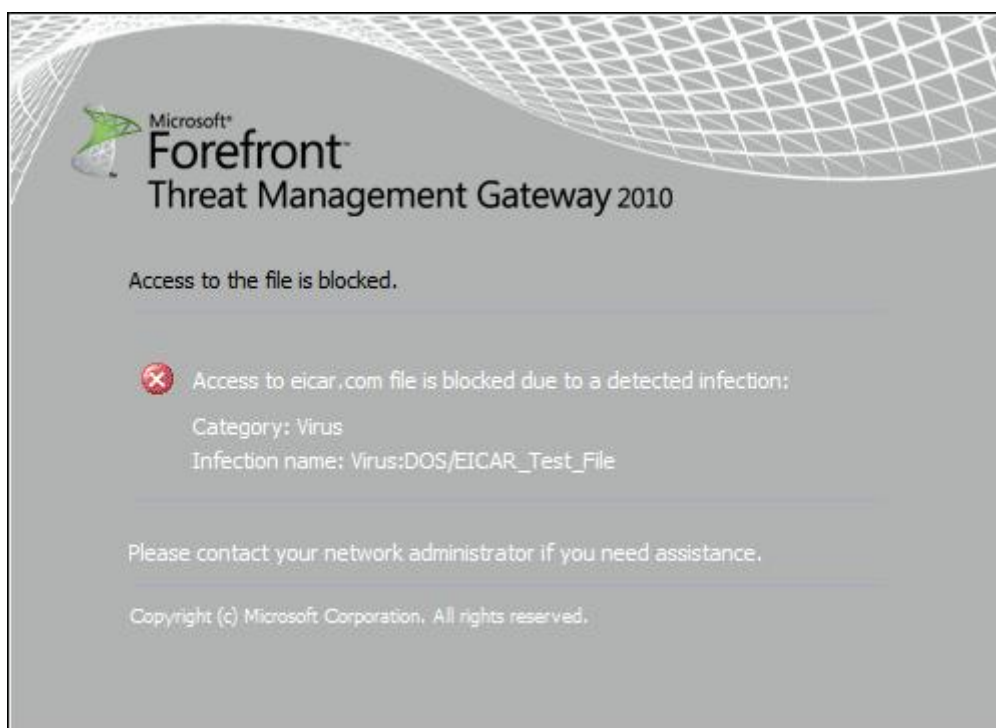 Microsoft®
Forefront™
Threat Management Gateway 2010
Access to the file is blocked.
Access to eicar.com file is blocked due to a detected infection:
Category: Virus
Infection name: Virus:DOS/EICAR_Test_File
Please contact your network administrator if you need assistance.
Copyright (c) Microsoft Corporation. All rights reserved.